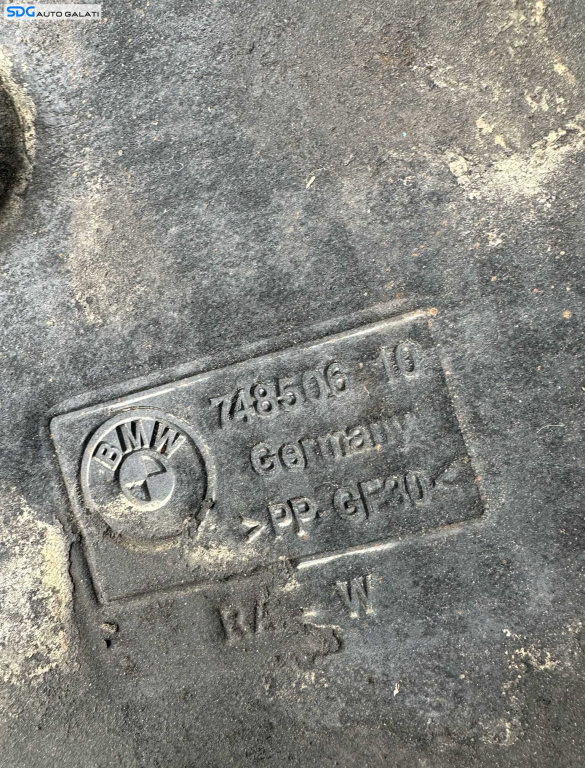 SDG AUTO GALATI
BMW
748506 10
Germany
>PP-GF30<